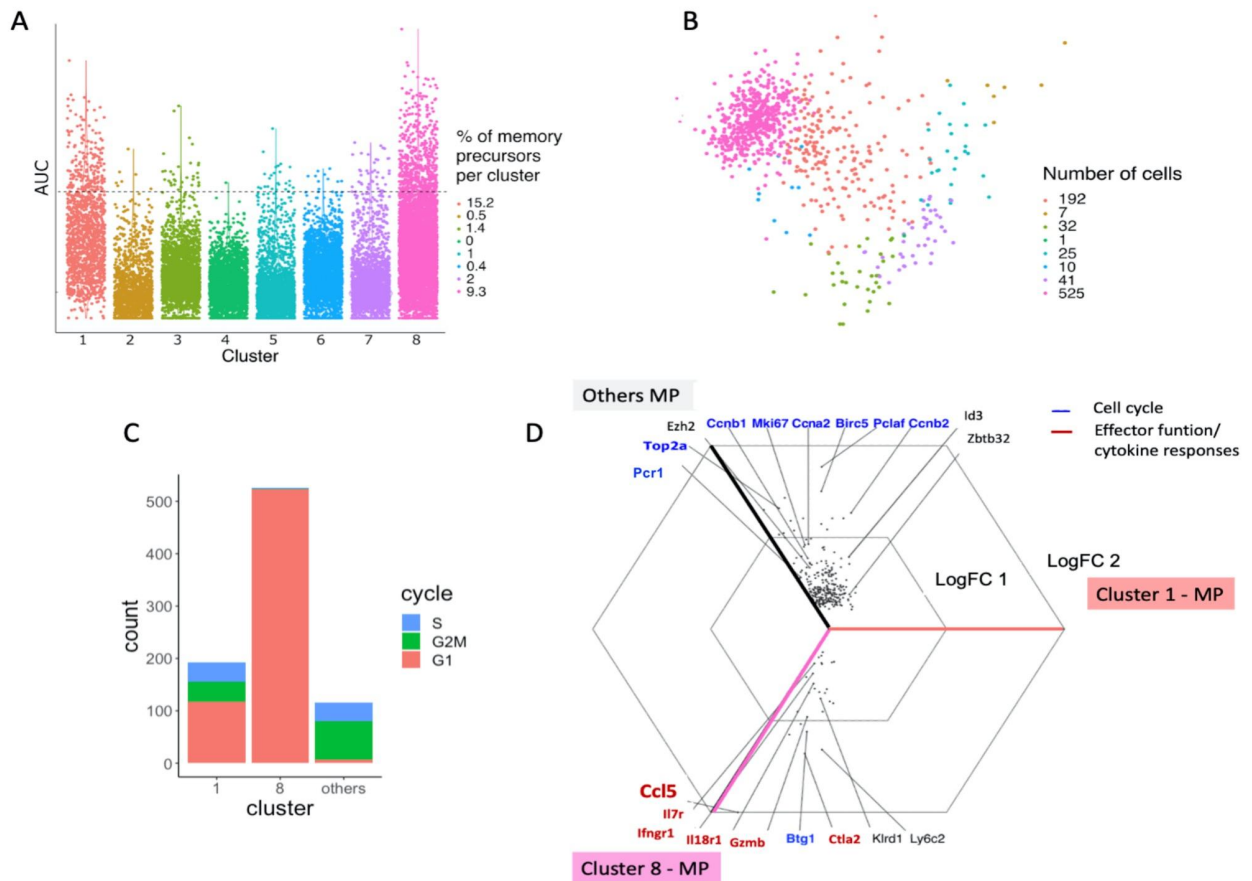 A
AUC
1 2 3 4 5 6 7 8
Cluster
% of memory
precursors
per cluster
15.2
0.5
1.4
0
1
0.4
2
9.3
B
Number of cells
192
7
32
1
25
10
41
525
C
500
400
300
200
100
0
count
1 8 others
cluster
cycle
S
G2M
G1
D
Others MP
Cell cycle
Effector funtion/
cytokine responses
Ezh2 Ccnb1 Mki67 Ccna2 Birc5 Pclaf Ccnb2 Id3
Top2a Zbtb32
Pcr1
LogFC 1 LogFC 2
Cluster 1 - MP
Ccl5
Il7r
Ifngr1 Il18r1 Gzmb Btg1 Ctla2 Klrd1 Ly6c2
Cluster 8 - MP